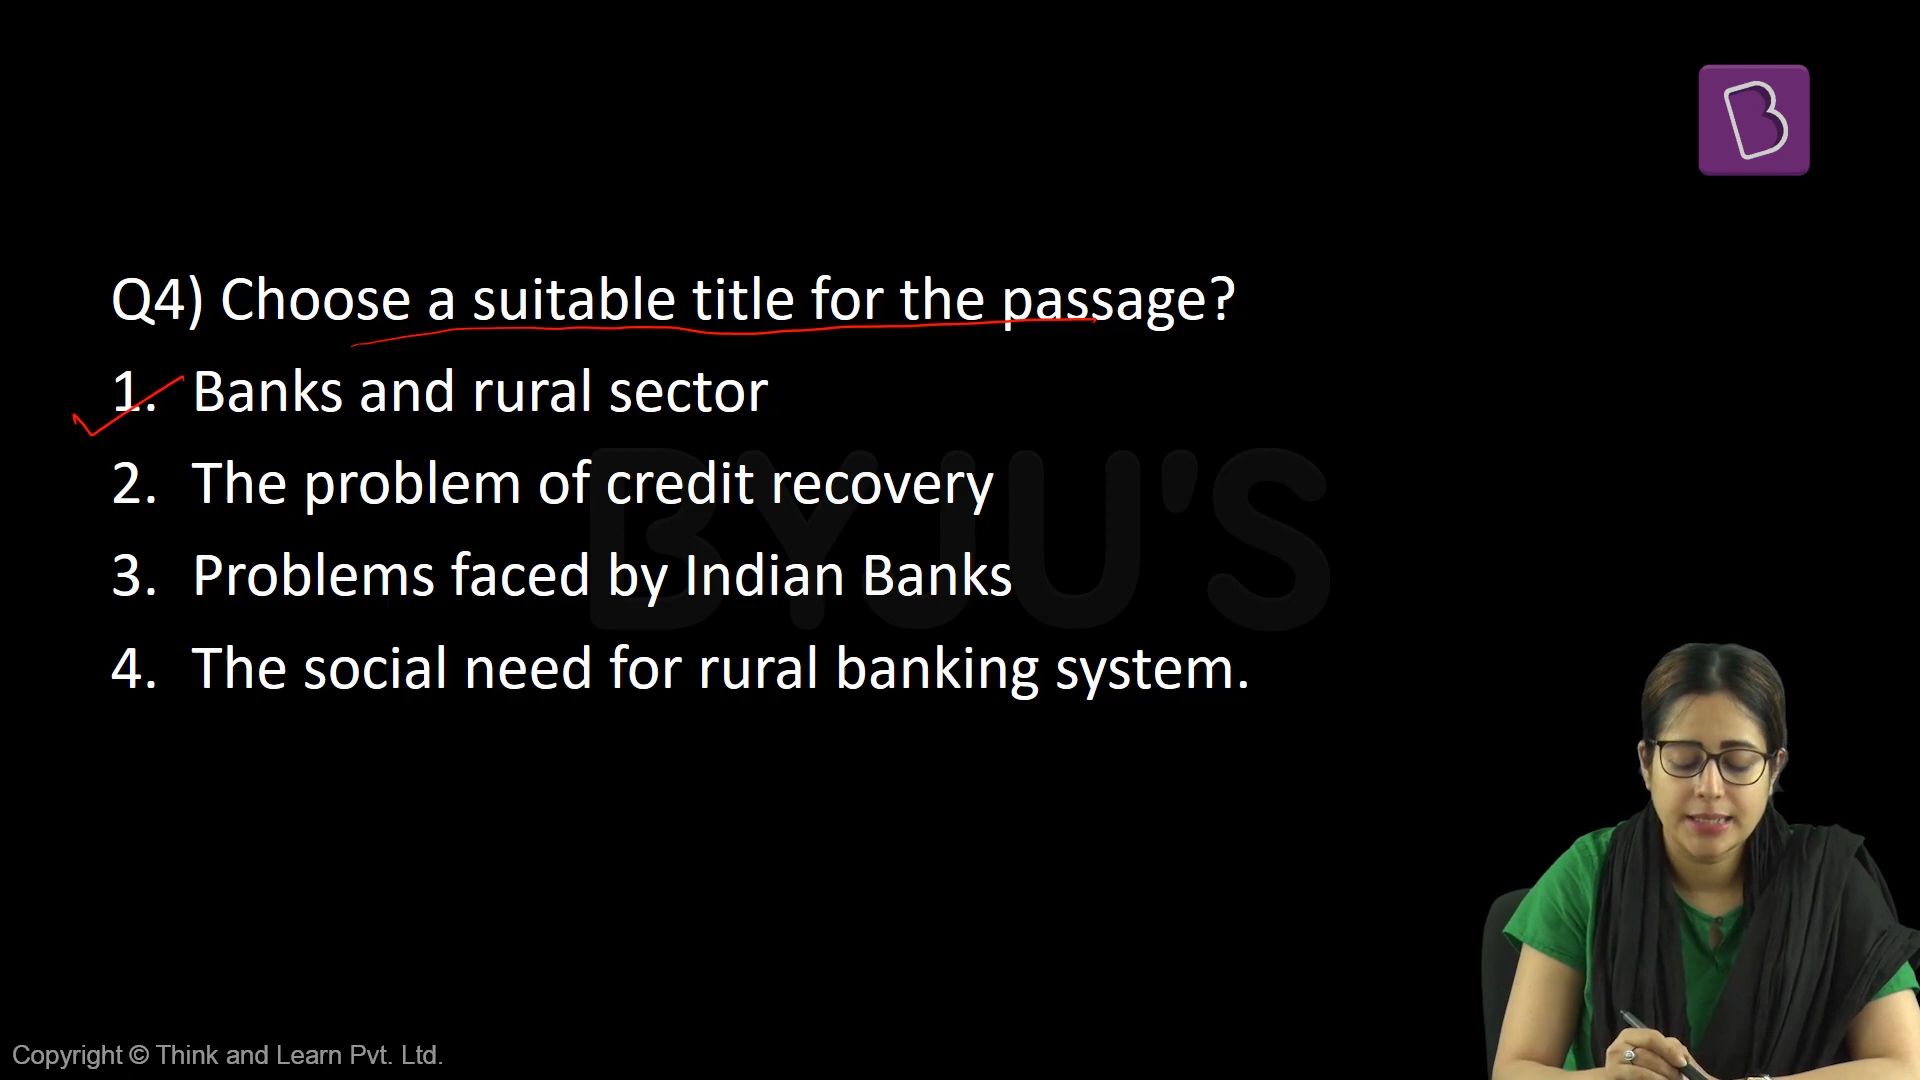 B
Q4) Choose a suitable title for the passage?
1. Banks and rural sector
2. The problem of credit recovery
3. Problems faced by Indian Banks
4. The social need for rural banking system.
BYJU'S
Copyright © Think and Learn Pvt. Ltd.